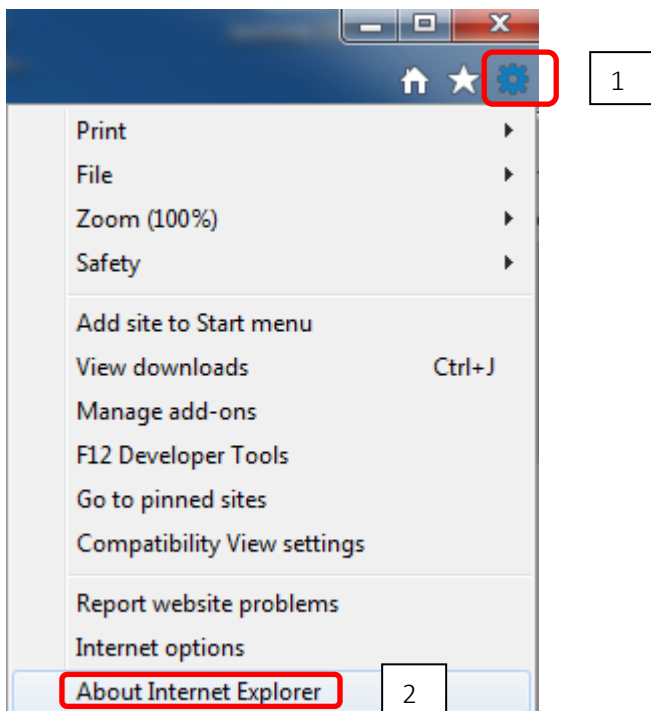 1
Print
File
Zoom (100%)
Safety
Add site to Start menu
View downloads Ctrl+J
Manage add-ons
F12 Developer Tools
Go to pinned sites
Compatibility View settings
Report website problems
Internet options
About Internet Explorer 2